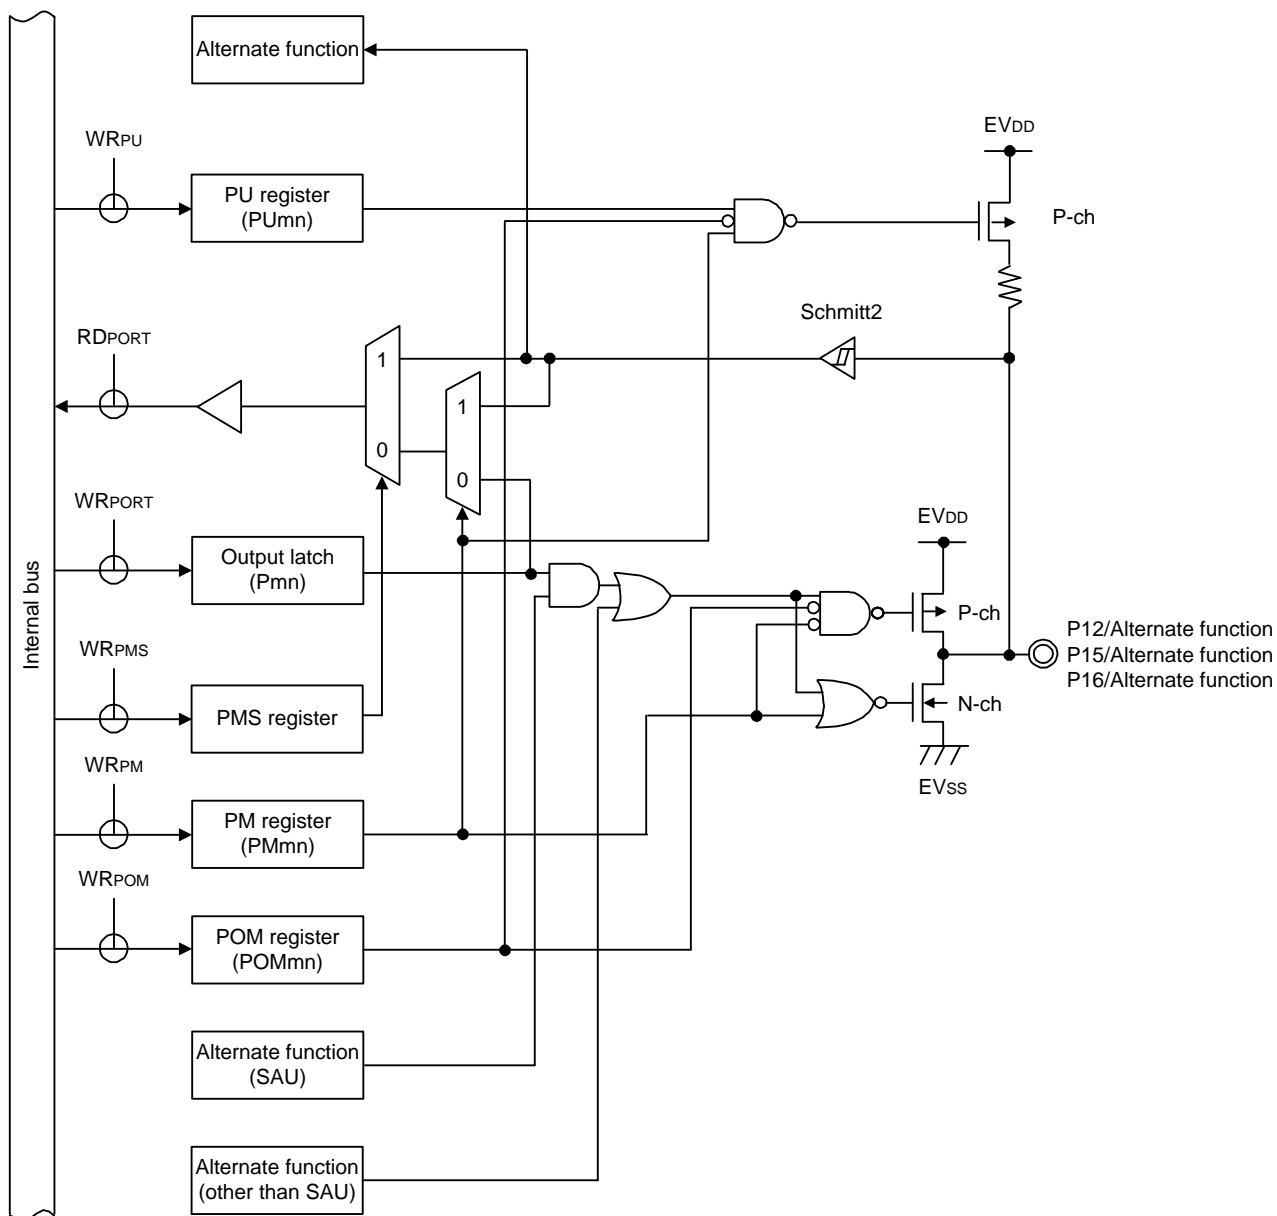 Alternate function
WRPU
EVDD
PU register
(PUmn)
P-ch
Schmitt2
RDPORT
1
0
1
0
WRPORT
Output latch
(Pmn)
EVDD
P-ch
P12/Alternate function
P15/Alternate function
P16/Alternate function
Internal bus
WRPMS
PMS register
N-ch
EVSS
WRPM
PM register
(PMmn)
WRPOM
POM register
(POMmn)
Alternate function
(SAU)
Alternate function
(other than SAU)